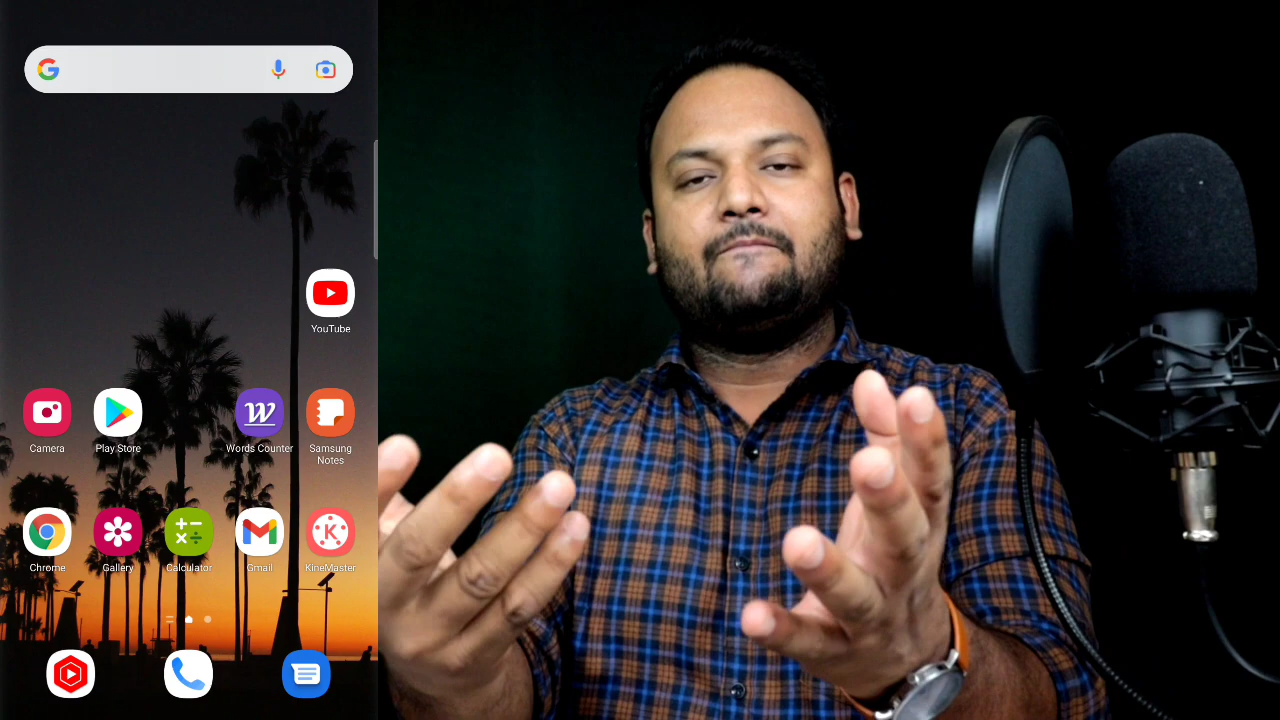 YouTube
Camera
Play Store
Words Counter
Samsung
Notes
Chrome
Gallery
Calculator
Gmail
KineMaster